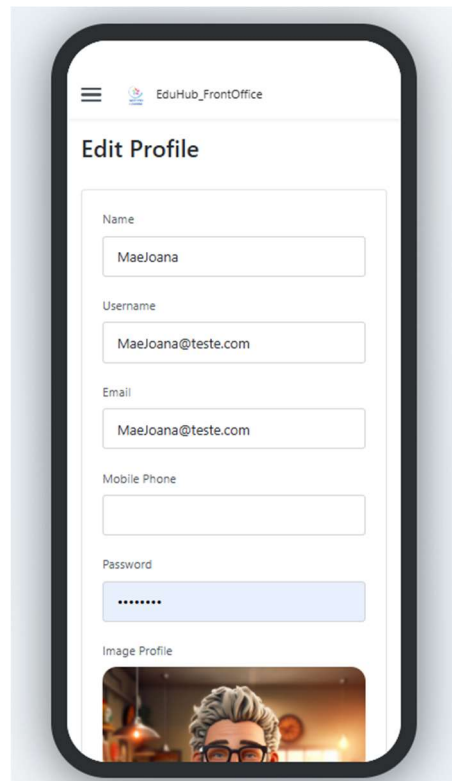 EduHub_FrontOffice
Edit Profile
Name
MaeJoana
Username
MaeJoana@teste.com
Email
MaeJoana@teste.com
Mobile Phone
Password
••••••••
Image Profile